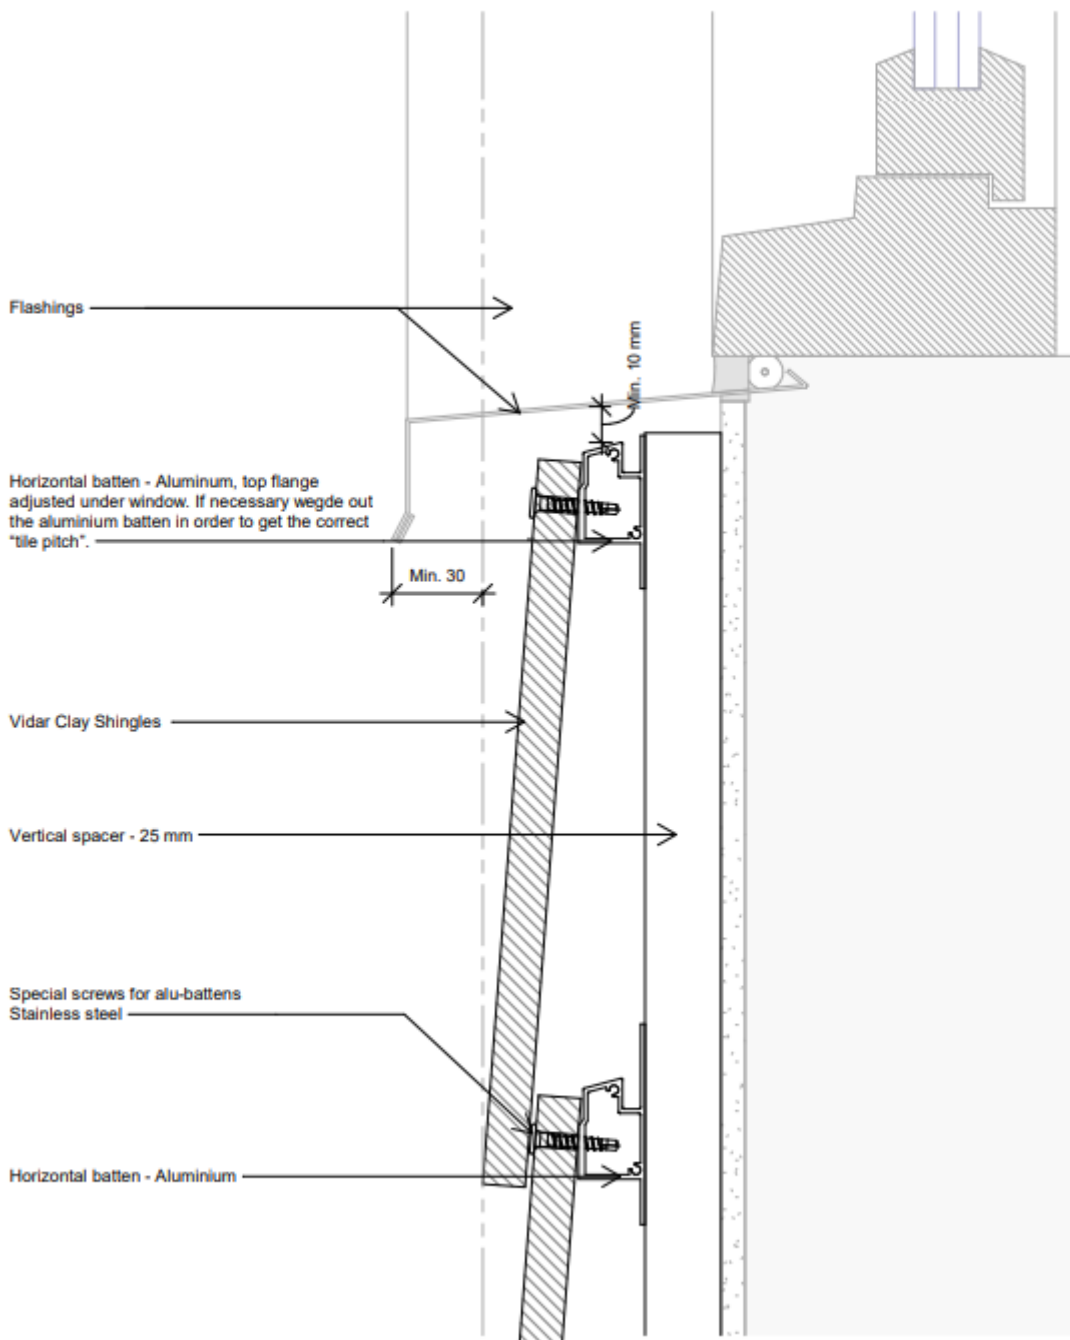 Flashings
Min. 10 mm
Horizontal batten - Aluminum, top flange
adjusted under window. If necessary wegde out
the aluminium batten in order to get the correct
"tile pitch".
Min. 30
Vidar Clay Shingles
Vertical spacer - 25 mm
Special screws for alu-battens
Stainless steel
Horizontal batten - Aluminium